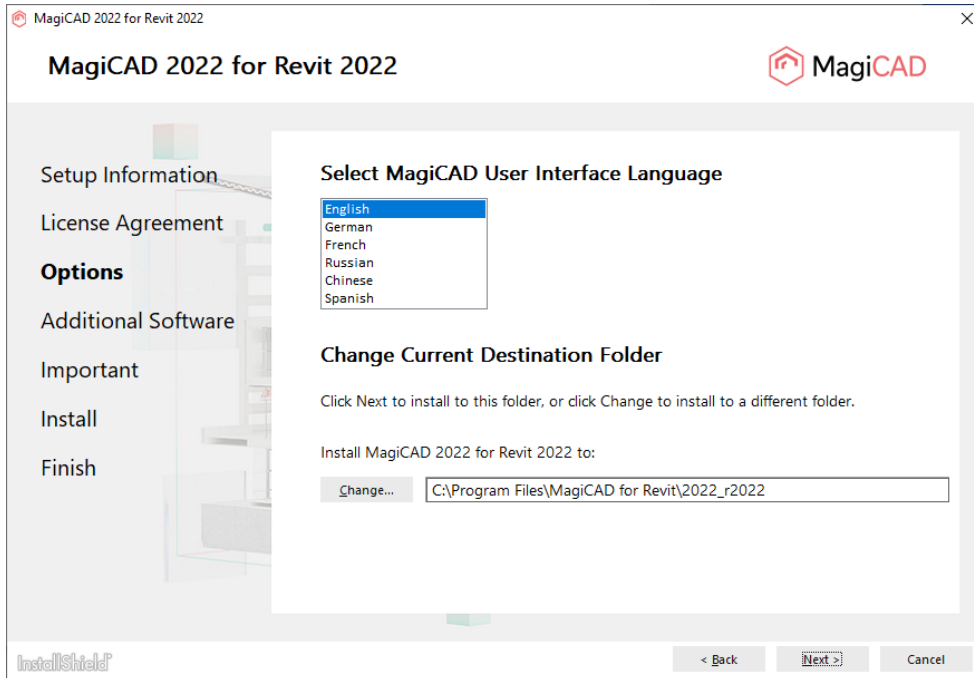 MagiCAD 2022 for Revit 2022
MagiCAD 2022 for Revit 2022
MagiCAD
Setup Information
License Agreement
Options
Additional Software
Important
Install
Finish
Select MagiCAD User Interface Language
English
German
French
Russian
Chinese
Spanish
Change Current Destination Folder
Click Next to install to this folder, or click Change to install to a different folder.
Install MagiCAD 2022 for Revit 2022 to:
Change... C:\Program Files\MagiCAD for Revit\2022_r2022
InstallShield
< Back Next > Cancel